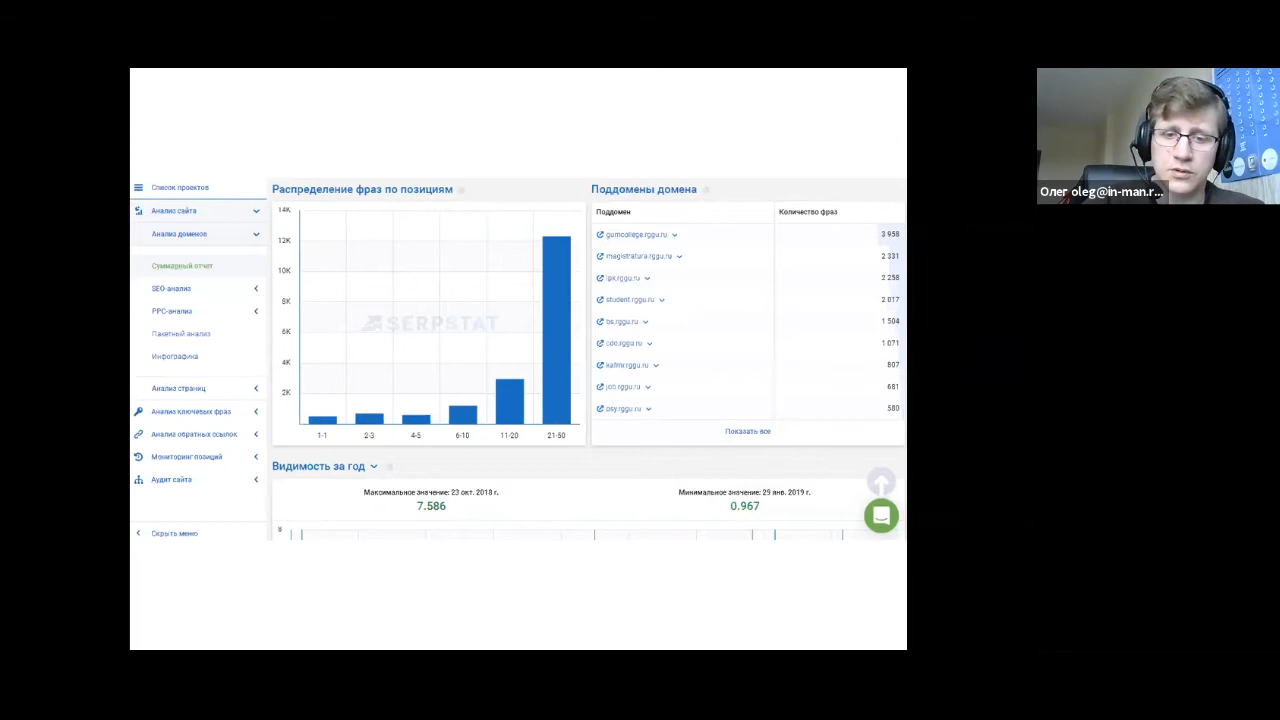 Список проектов
Анализ сайта
Анализ доменов
Суммарный отчет
SEO-анализ
PPC-анализ
Пакетный анализ
Инфографика
Анализ страниц
Анализ ключевых фраз
Анализ обратных ссылок
Мониторинг позиций
Аудит сайта
Скрыть меню
Распределение фраз по позициям
14K
12K
10K
8K
6K
4K
2K
SERPSTAT
1-1 2-3 4-5 6-10 11-20 21-50
Поддомены домена
Поддомен Количество фраз
gumcollege.rggu.ru 3 958
magistratura.rggu.ru 2 331
ipk.rggu.ru 2 258
student.rggu.ru 2 017
bs.rggu.ru 1 504
cdo.rggu.ru 1 071
807
job.rggu.ru 681
psy.rggu.ru 580
Показать все
Видимость за год
Максимальное значение: 23 окт. 2018 г.
7.586
Минимальное значение: 29 янв. 2019 г.
0.967
8
Олег oleg@in-man.r...